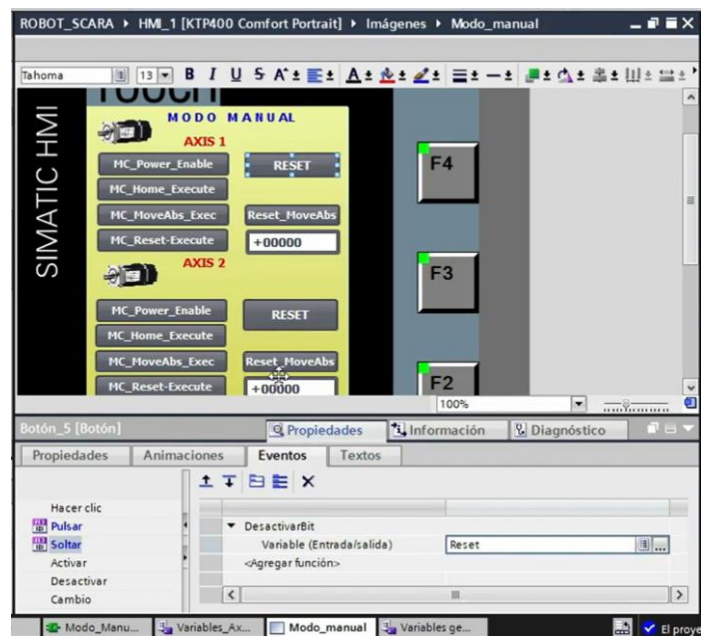 ROBOT_SCARA ▸ HMI_1 [KTP400 Comfort Portrait] ▸ Imágenes ▸ Modo_manual
Tahoma 13 B I U S A A
TOUCH
SIMATIC HMI
MODO MANUAL
AXIS 1
MC_Power_Enable RESET
MC_Home_Execute
MC_MoveAbs_Exec Reset_MoveAbs
MC_Reset-Execute +00000
AXIS 2
MC_Power_Enable RESET
MC_Home_Execute
MC_MoveAbs_Exec Reset_MoveAbs
MC_Reset-Execute +00000
F4
F3
F2
100%
Botón_5 [Botón] Propiedades Información Diagnóstico
Propiedades Animaciones Eventos Textos
Hacer clic
Pulsar
Soltar
Activar
Desactivar
Cambio
DesactivarBit
Variable (Entrada/salida) Reset
<Agregar función>
Modo_Manu... Variables_Ax... Modo_manual Variables ge... El proye